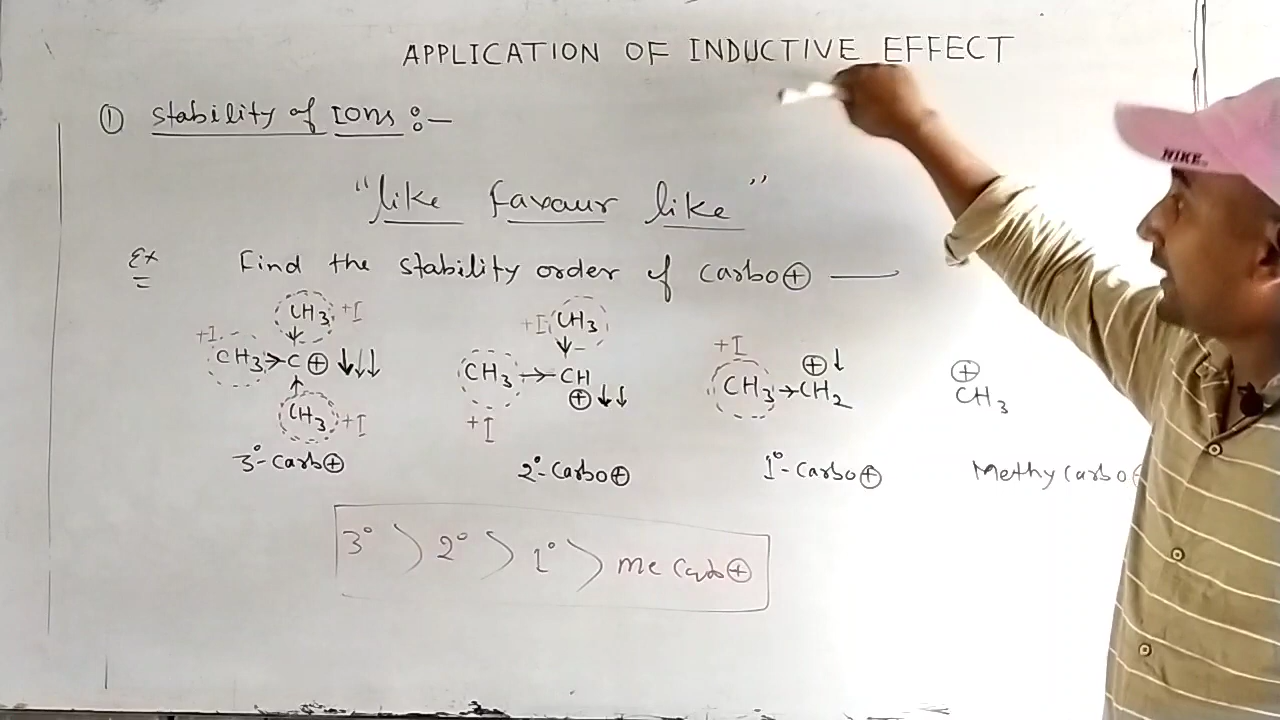 APPLICATION OF INDUCTIVE EFFECT
① Stability of Ions :—
"like favour like"
Ex Find the stability order of Carbo⊕ —
CH3 +I
+I CH3 > C ⊕ ↓↓↓
CH3 +I
3°-Carbo⊕
+I CH3
CH3 → CH
⊕ ↓↓
+I
2°-Carbo⊕
+I
⊕ ↓
CH3 → CH2
1°-Carbo⊕
⊕
CH3
Methy Carbo
3° > 2° > 1° > me Carbo⊕
NIKE